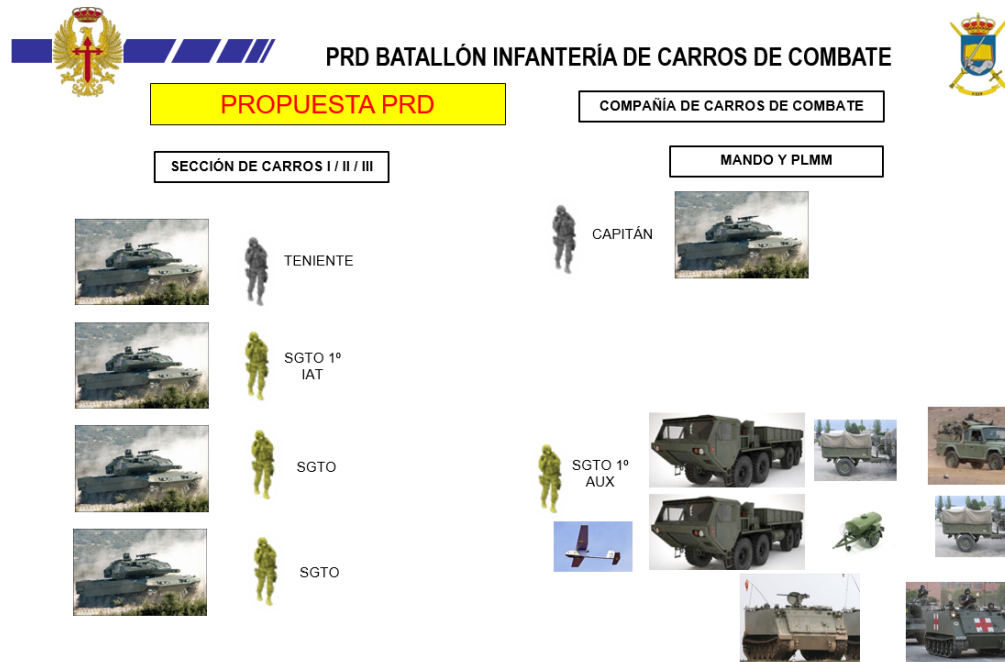 PRD BATALLÓN INFANTERÍA DE CARROS DE COMBATE
PROPUESTA PRD
COMPAÑÍA DE CARROS DE COMBATE
SECCIÓN DE CARROS I / II / III
MANDO Y PLMM
TENIENTE
SGTO 1º
IAT
SGTO
SGTO
CAPITÁN
SGTO 1º
AUX